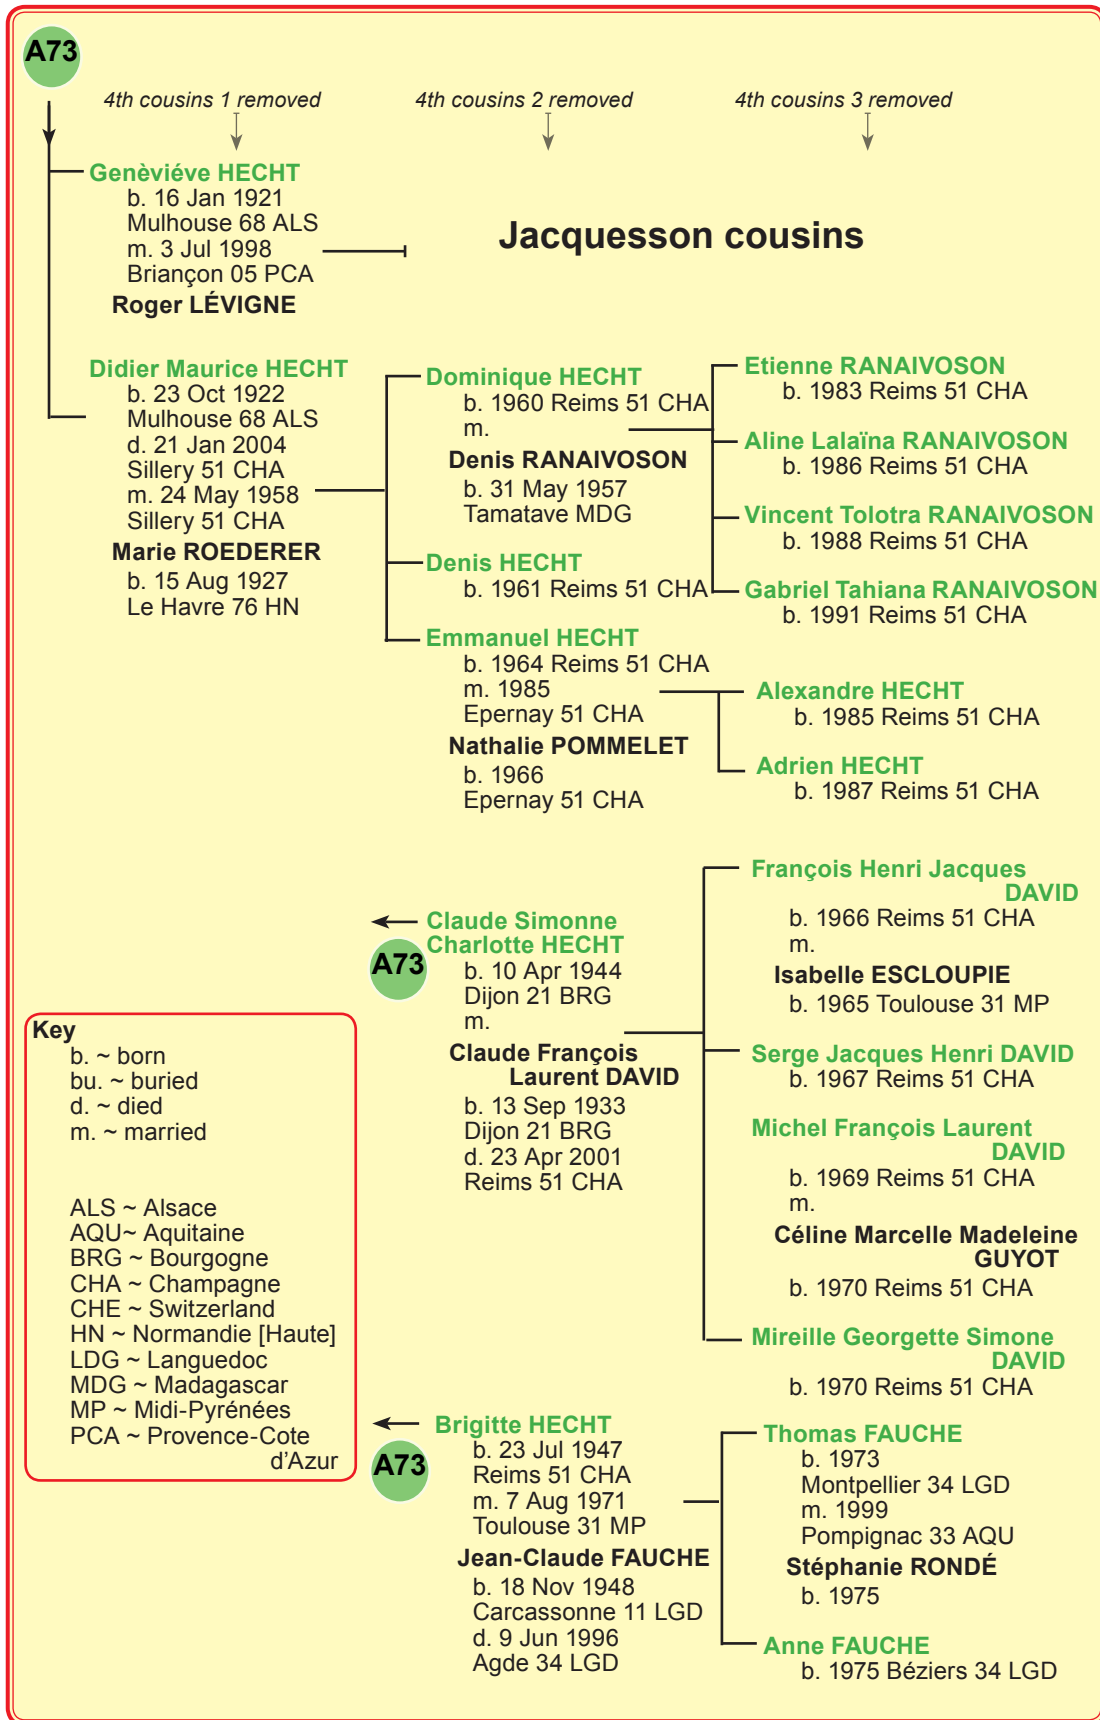 A73
4th cousins 1 removed
4th cousins 2 removed
4th cousins 3 removed
Jacquesson cousins
Genèviéve HECHT
b. 16 Jan 1921
Mulhouse 68 ALS
m. 3 Jul 1998
Briançon 05 PCA
Roger LÉVIGNE
Didier Maurice HECHT
b. 23 Oct 1922
Mulhouse 68 ALS
d. 21 Jan 2004
Sillery 51 CHA
m. 24 May 1958
Sillery 51 CHA
Marie ROEDERER
b. 15 Aug 1927
Le Havre 76 HN
Dominique HECHT
b. 1960 Reims 51 CHA
m.
Denis RANAIVOSON
b. 31 May 1957
Tamatave MDG
Denis HECHT
b. 1961 Reims 51 CHA
Emmanuel HECHT
b. 1964 Reims 51 CHA
m. 1985
Epernay 51 CHA
Nathalie POMMELET
b. 1966
Epernay 51 CHA
Etienne RANAIVOSON
b. 1983 Reims 51 CHA
Aline Lalaïna RANAIVOSON
b. 1986 Reims 51 CHA
Vincent Tolotra RANAIVOSON
b. 1988 Reims 51 CHA
Gabriel Tahiana RANAIVOSON
b. 1991 Reims 51 CHA
Alexandre HECHT
b. 1985 Reims 51 CHA
Adrien HECHT
b. 1987 Reims 51 CHA
A73
Claude Simonne
Charlotte HECHT
b. 10 Apr 1944
Dijon 21 BRG
m.
Claude François
Laurent DAVID
b. 13 Sep 1933
Dijon 21 BRG
d. 23 Apr 2001
Reims 51 CHA
François Henri Jacques
DAVID
b. 1966 Reims 51 CHA
m.
Isabelle ESCLOUPIE
b. 1965 Toulouse 31 MP
Serge Jacques Henri DAVID
b. 1967 Reims 51 CHA
Michel François Laurent
DAVID
b. 1969 Reims 51 CHA
m.
Céline Marcelle Madeleine
GUYOT
b. 1970 Reims 51 CHA
Mireille Georgette Simone
DAVID
b. 1970 Reims 51 CHA
A73
Brigitte HECHT
b. 23 Jul 1947
Reims 51 CHA
m. 7 Aug 1971
Toulouse 31 MP
Jean-Claude FAUCHE
b. 18 Nov 1948
Carcassonne 11 LGD
d. 9 Jun 1996
Agde 34 LGD
Thomas FAUCHE
b. 1973
Montpellier 34 LGD
m. 1999
Pompignac 33 AQU
Stéphanie RONDÉ
b. 1975
Anne FAUCHE
b. 1975 Béziers 34 LGD
Key
b. ~ born
bu. ~ buried
d. ~ died
m. ~ married
ALS ~ Alsace
AQU~ Aquitaine
BRG ~ Bourgogne
CHA ~ Champagne
CHE ~ Switzerland
HN ~ Normandie [Haute]
LDG ~ Languedoc
MDG ~ Madagascar
MP ~ Midi-Pyrénées
PCA ~ Provence-Cote
d'Azur